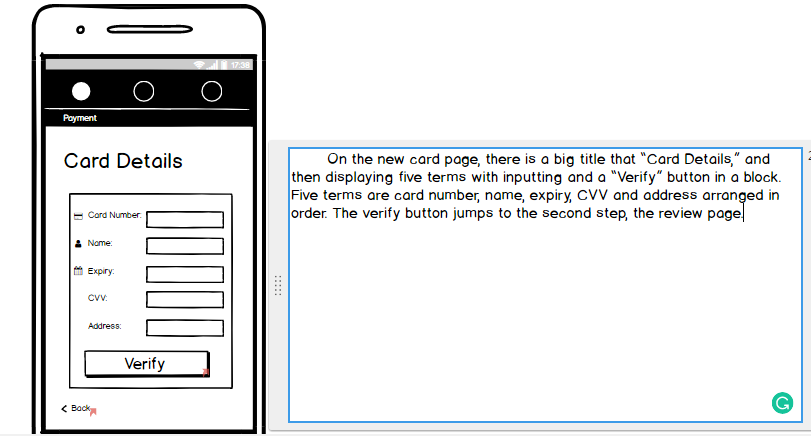 17:38
Payment
Card Details
Card Number:
Name:
Expiry:
CVV:
Address:
Verify
Back
On the new card page, there is a big title that "Card Details," and
then displaying five terms with inputting and a "Verify" button in a block.
Five terms are card number, name, expiry, CVV and address arranged in
order. The verify button jumps to the second step, the review page.